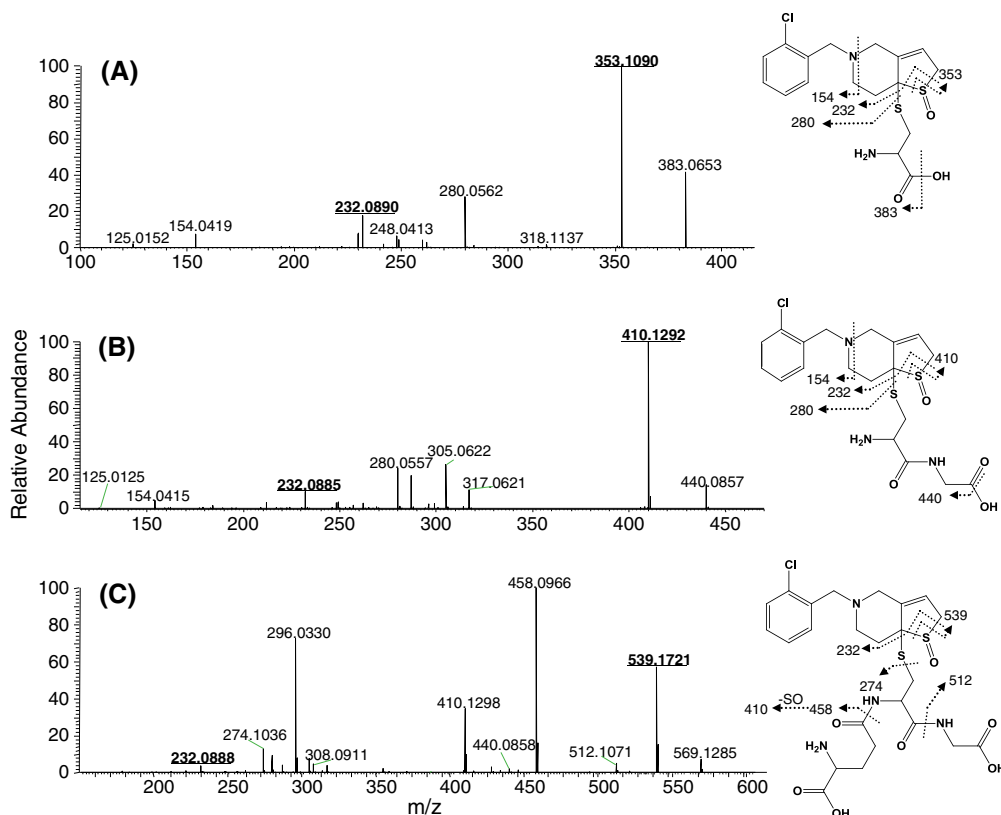 (A)
353.1090
383.0653
280.0562
232.0890
248.0413
154.0419
125.0152
318.1137
100
80
60
40
20
0
100 150 200 250 300 350 400
Cl
N
S
O
353
154
232
280
S
H2N
OH
O
383
Relative Abundance
(B)
410.1292
305.0622
280.0557
317.0621
440.0857
232.0885
125.0125
154.0415
100
80
60
40
20
0
150 200 250 300 350 400 450
Cl
N
S
O
410
154
232
280
S
H2N
NH
O
O
440
OH
(C)
458.0966
296.0330
539.1721
410.1298
274.1036
440.0858
512.1071
569.1285
232.0888
308.0911
100
80
60
40
20
0
200 250 300 350 400 450 500 550 600
m/z
Cl
N
539
S
O
232
S
274
512
-SO
410 458
NH
O
O
NH
O
OH
H2N
O
OH